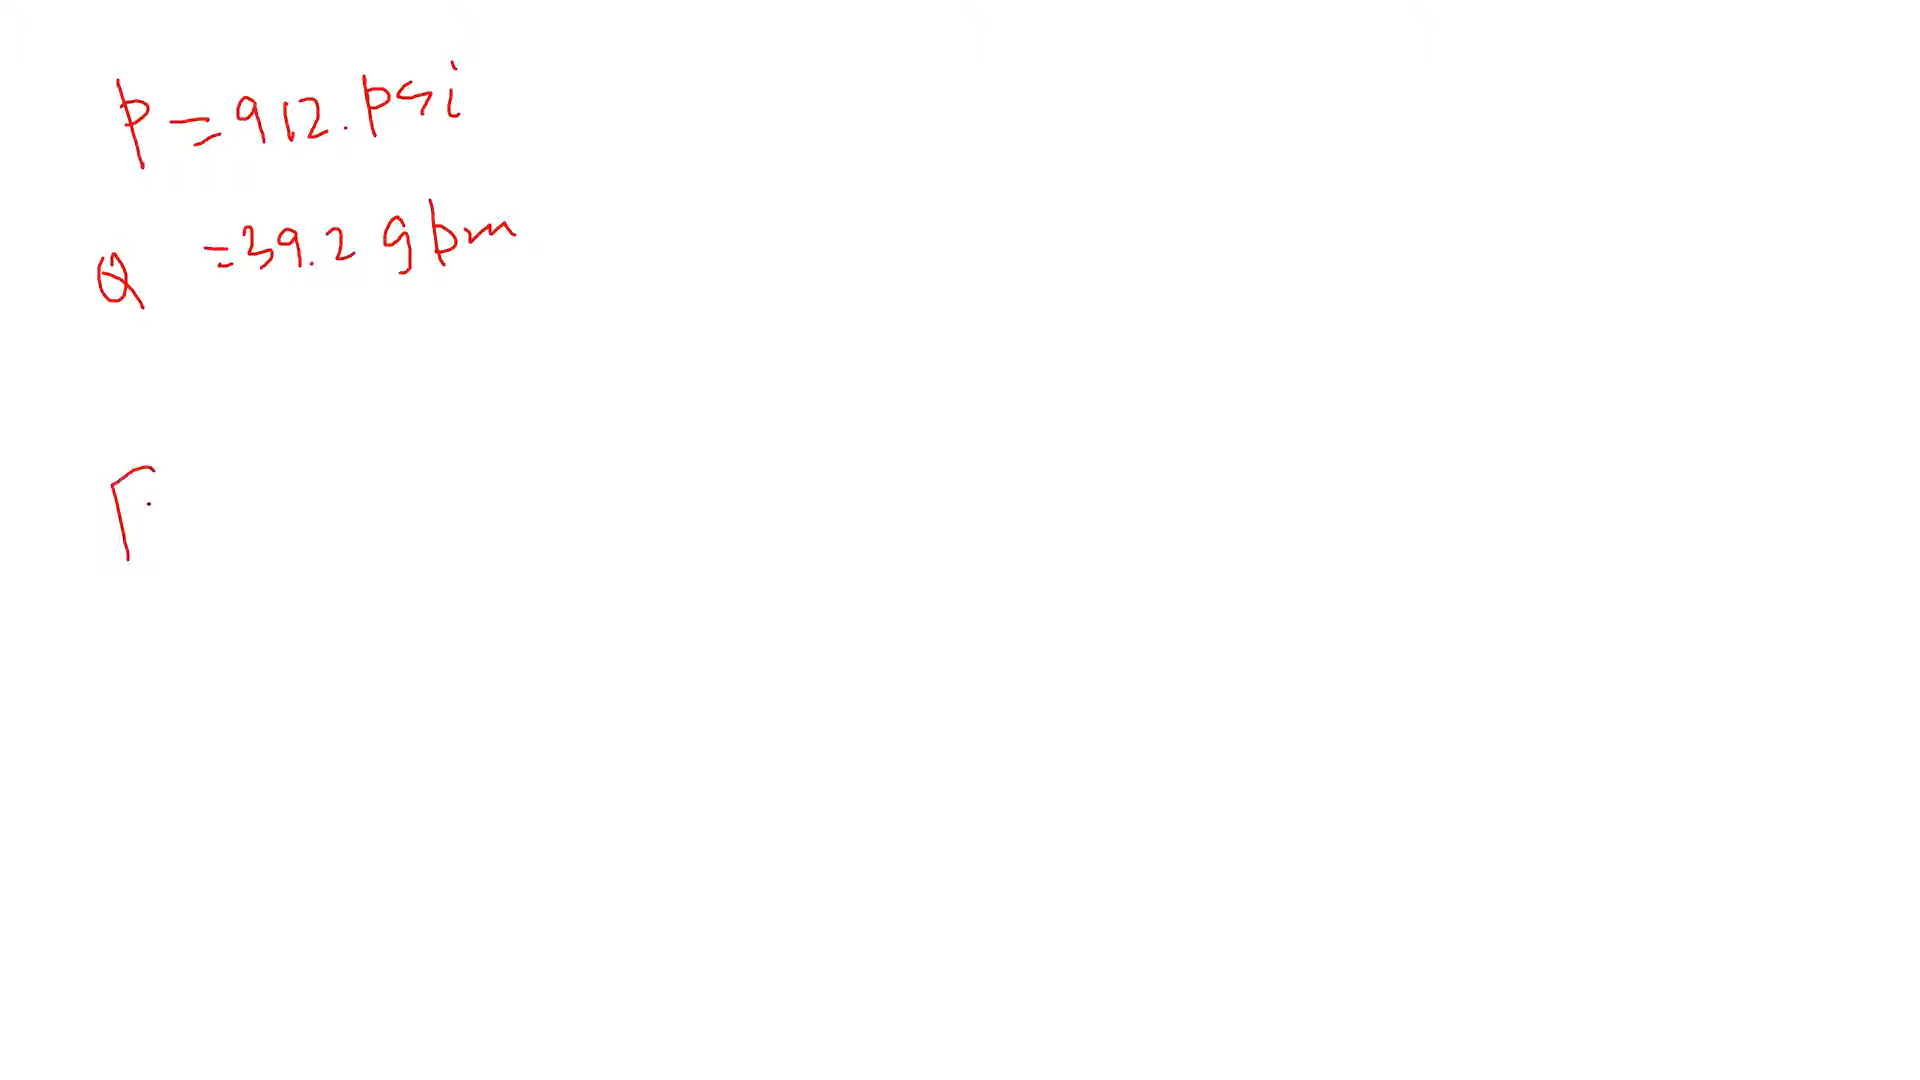 p = 912. psi
Q = 39.2 gpm